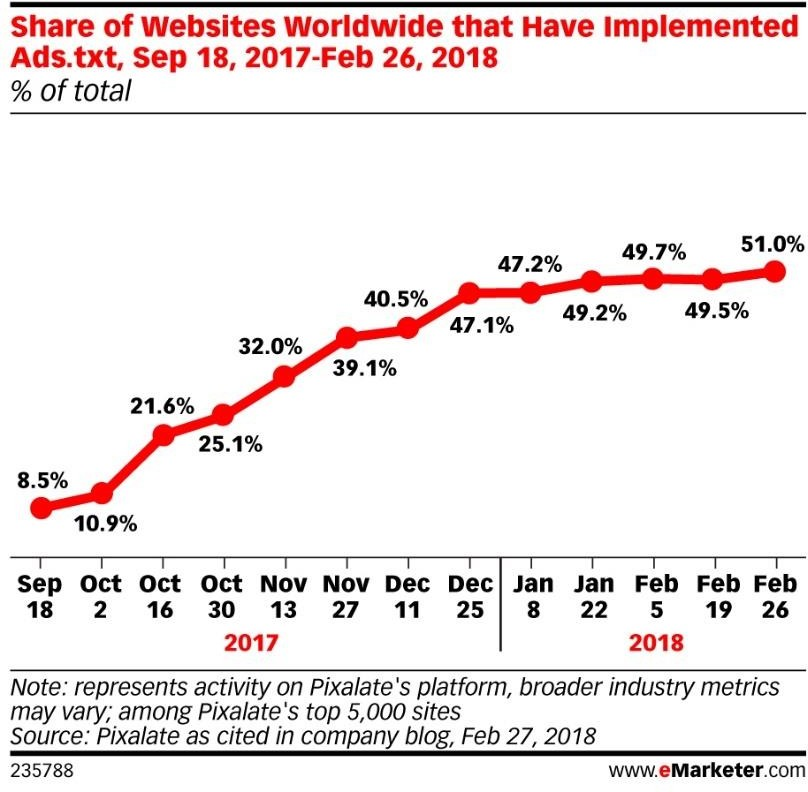 Share of Websites Worldwide that Have Implemented
Ads.txt, Sep 18, 2017-Feb 26, 2018
% of total
8.5%
10.9%
21.6%
25.1%
32.0%
39.1%
40.5%
47.1%
47.2%
49.2%
49.7%
49.5%
51.0%
Sep Oct Oct Oct Nov Nov Dec Dec Jan Jan Feb Feb Feb
18 2 16 30 13 27 11 25 8 22 5 19 26
2017 2018
Note: represents activity on Pixalate's platform, broader industry metrics
may vary; among Pixalate's top 5,000 sites
Source: Pixalate as cited in company blog, Feb 27, 2018
235788 www.eMarketer.com